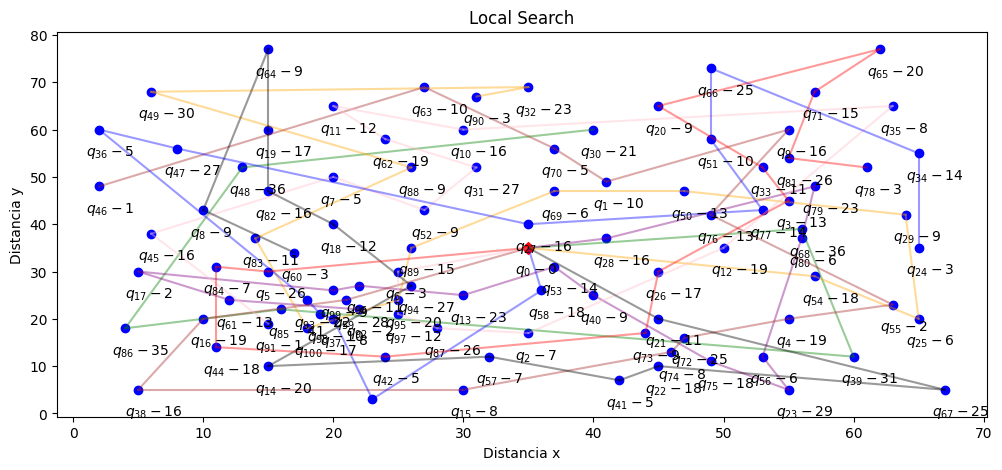 Local Search
Distancia y
80
70
60
50
40
30
20
10
0
q64 − 9
q65 − 20
q66 − 25
q49 − 30
q63 − 10
q32 − 23
q71 − 15
q90 − 3
q11 − 12
q20 − 9
q35 − 8
q36 − 5
q19 − 17
q10 − 16
q30 − 21
q9 − 16
q47 − 27
q62 − 19
q70 − 5
q51 − 10
q34 − 14
q48 − 36
q88 − 9
q31 − 27
q33 − 11
q81 − 26
q78 − 3
q46 − 1
q7 − 5
q1 − 10
q82 − 16
q69 − 6
q50 − 13
q79 − 23
q8 − 9
q52 − 9
q77 − 13
q3 − 13
q18 − 12
q76 − 13
q29 − 9
q45 − 16
q83 − 11
q28 − 16
q68 − 36
q80 − 6
q60 − 3
q89 − 15
q0 − 0
q12 − 19
q24 − 3
q17 − 2
q84 − 7
q5 − 26
q6 − 3
q53 − 14
q26 − 17
q54 − 18
q94 − 27
q61 − 13
q13 − 23
q58 − 18
q40 − 9
q95 − 20
q55 − 2
q86 − 35
q16 − 19
q91 − 1
q97 − 12
q21 − 11
q4 − 19
q25 − 6
q100 − 17
q87 − 26
q2 − 7
q73 − 9
q72 − 25
q44 − 18
q42 − 5
q57 − 7
q74 − 8
q75 − 18
q56 − 6
q39 − 31
q14 − 20
q22 − 18
q38 − 16
q15 − 8
q41 − 5
q23 − 29
q67 − 25
0 10 20 30 40 50 60 70
Distancia x